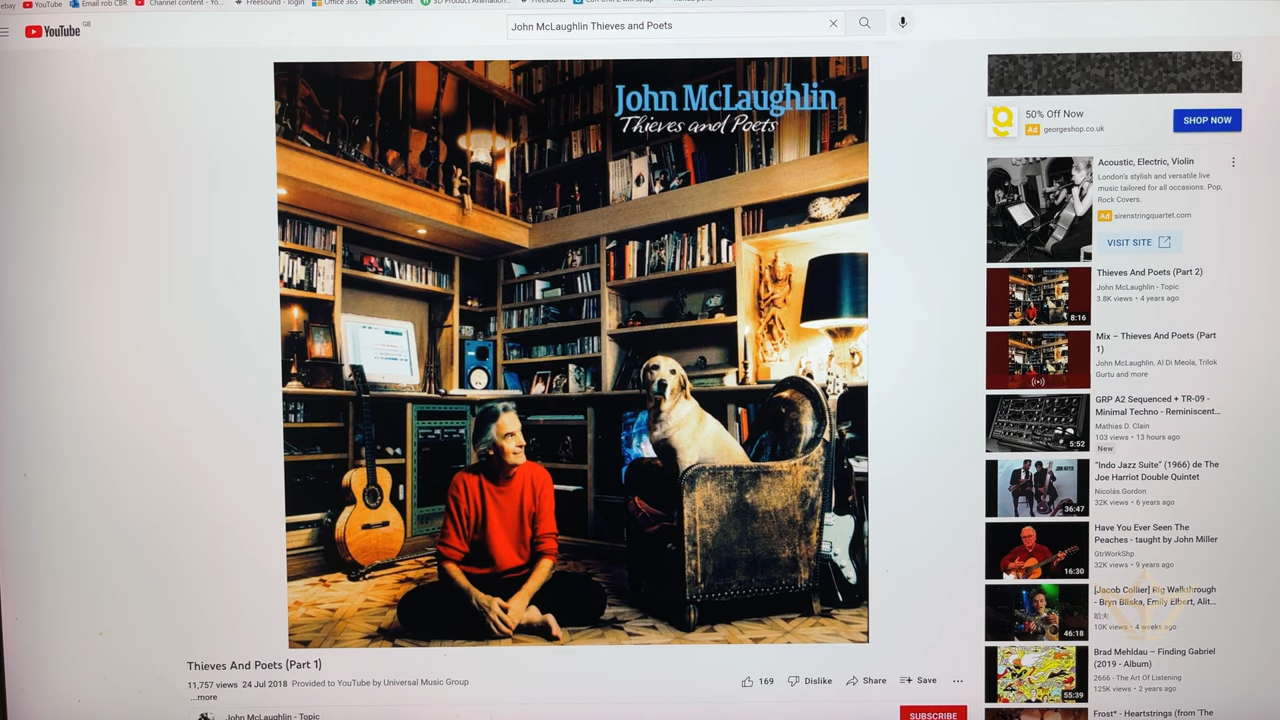 ebay
YouTube
Email rob CBR
Channel content - Yo...
Freesound - login
Office 365
SharePoint
3D Product Animation...
Freesound
YouTube GB
John McLaughlin Thieves and Poets
John McLaughlin
Thieves and Poets
50% Off Now
Ad georgeshop.co.uk
SHOP NOW
Acoustic, Electric, Violin
London's stylish and versatile live
music tailored for all occasions. Pop,
Rock Covers.
Ad sirenstringquartet.com
VISIT SITE
Thieves And Poets (Part 2)
John McLaughlin - Topic
3.8K views • 4 years ago
8:16
Mix – Thieves And Poets (Part
1)
John McLaughlin, Al Di Meola, Trilok
Gurtu and more
GRP A2 Sequenced + TR-09 -
Minimal Techno - Reminiscent...
Mathias D. Clain
103 views • 13 hours ago
New
5:52
"Indo Jazz Suite" (1966) de The
Joe Harriot Double Quintet
Nicolás.Gordon
32K views • 6 years ago
36:47
Have You Ever Seen The
Peaches - taught by John Miller
GtrWorkShp
32K views • 9 years ago
16:30
[Jacob Collier] Rig Walkthrough
- Bryn Bliska, Emily Elbert, Alit...
10K views • 4 weeks ago
46:18
Brad Mehldau – Finding Gabriel
(2019 - Album)
2666 - The Art Of Listening
125K views • 2 years ago
55:39
Frost* - Heartstrings (from 'The
Thieves And Poets (Part 1)
11,757 views 24 Jul 2018 Provided to YouTube by Universal Music Group
...more
169
Dislike
Share
Save
John McLaughlin - Topic
SUBSCRIBE